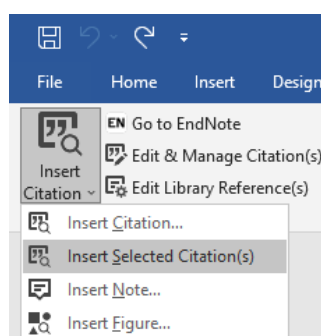 File Home Insert Design
EN Go to EndNote
Edit & Manage Citation(s)
Insert
Citation
Edit Library Reference(s)
Insert Citation...
Insert Selected Citation(s)
Insert Note...
Insert Figure...